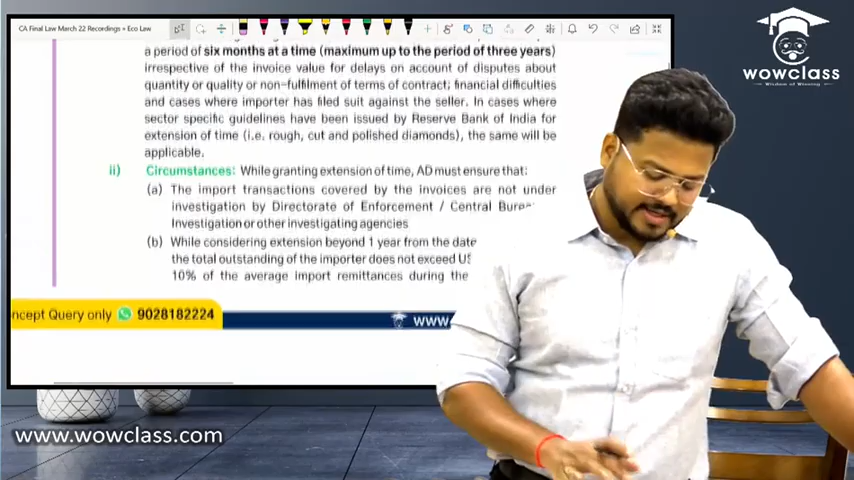 CA Final Law March 22 Recordings + Eco Law
a period of six months at a time (maximum up to the period of three years)
irrespective of the invoice value for delays on account of disputes about
quantity or quality or non-fulfilment of terms of contract; financial difficulties
and cases where importer has filed suit against the seller. In cases where
sector specific guidelines have been issued by Reserve Bank of India for
extension of time (i.e. rough, cut and polished diamonds), the same will be
applicable.
ii) Circumstances: While granting extension of time, AD must ensure that:
(a) The import transactions covered by the invoices are not under
investigation by Directorate of Enforcement / Central Burea
Investigation or other investigating agencies
(b) While considering extension beyond 1 year from the date
the total outstanding of the importer does not exceed US
10% of the average import remittances during the
ncept Query only 9028182224
www.
wowclass
- Wisdom of Winning -
www.wowclass.com